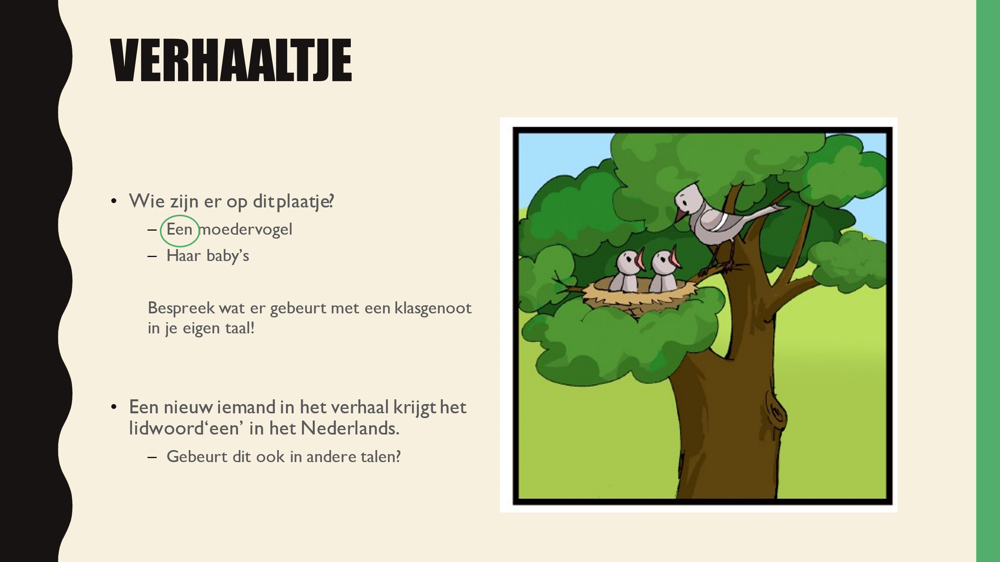 VERHAALTJE
• Wie zijn er op dit plaatje?
– Een moedervogel
– Haar baby’s
Bespreek wat er gebeurt met een klasgenoot
in je eigen taal!
• Een nieuw iemand in het verhaal krijgt het
lidwoord ‘een’ in het Nederlands.
– Gebeurt dit ook in andere talen?